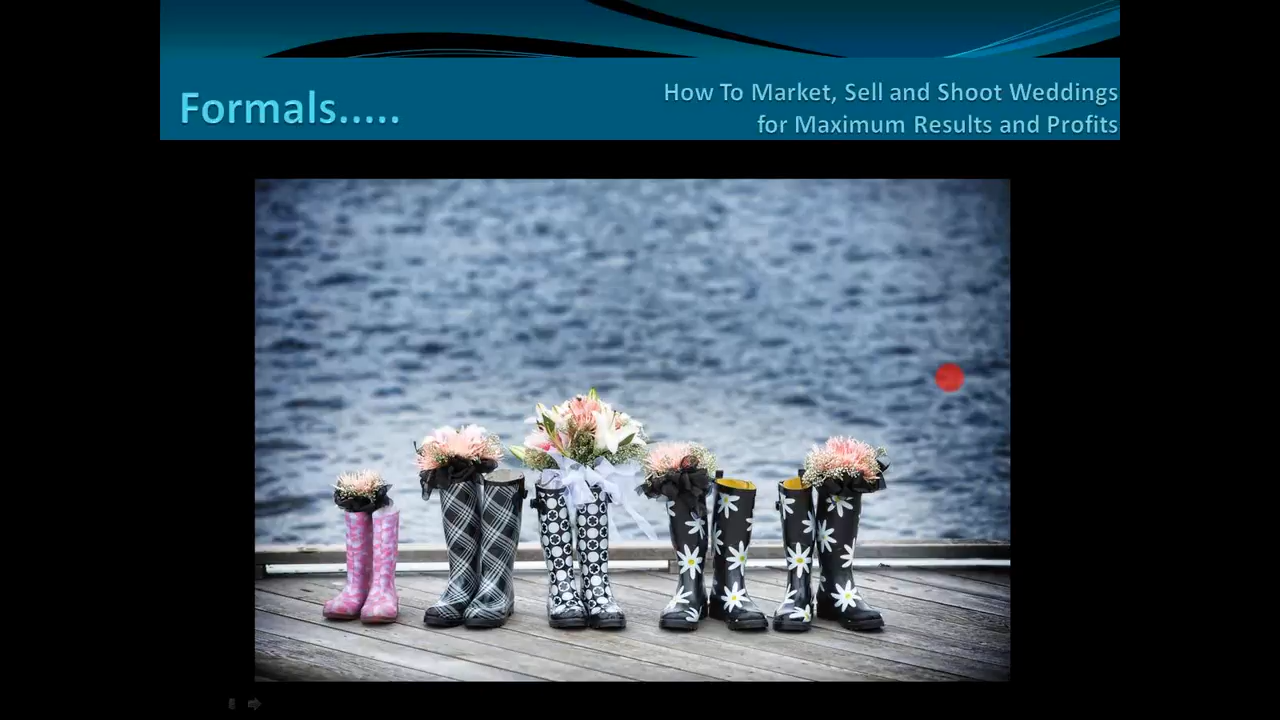 Formals.....
How To Market, Sell and Shoot Weddings
for Maximum Results and Profits